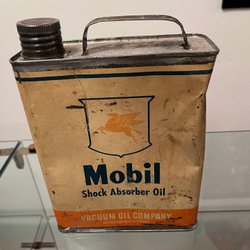 Mobil
Shock Absorber Oil
VACUUM OIL COMPANY